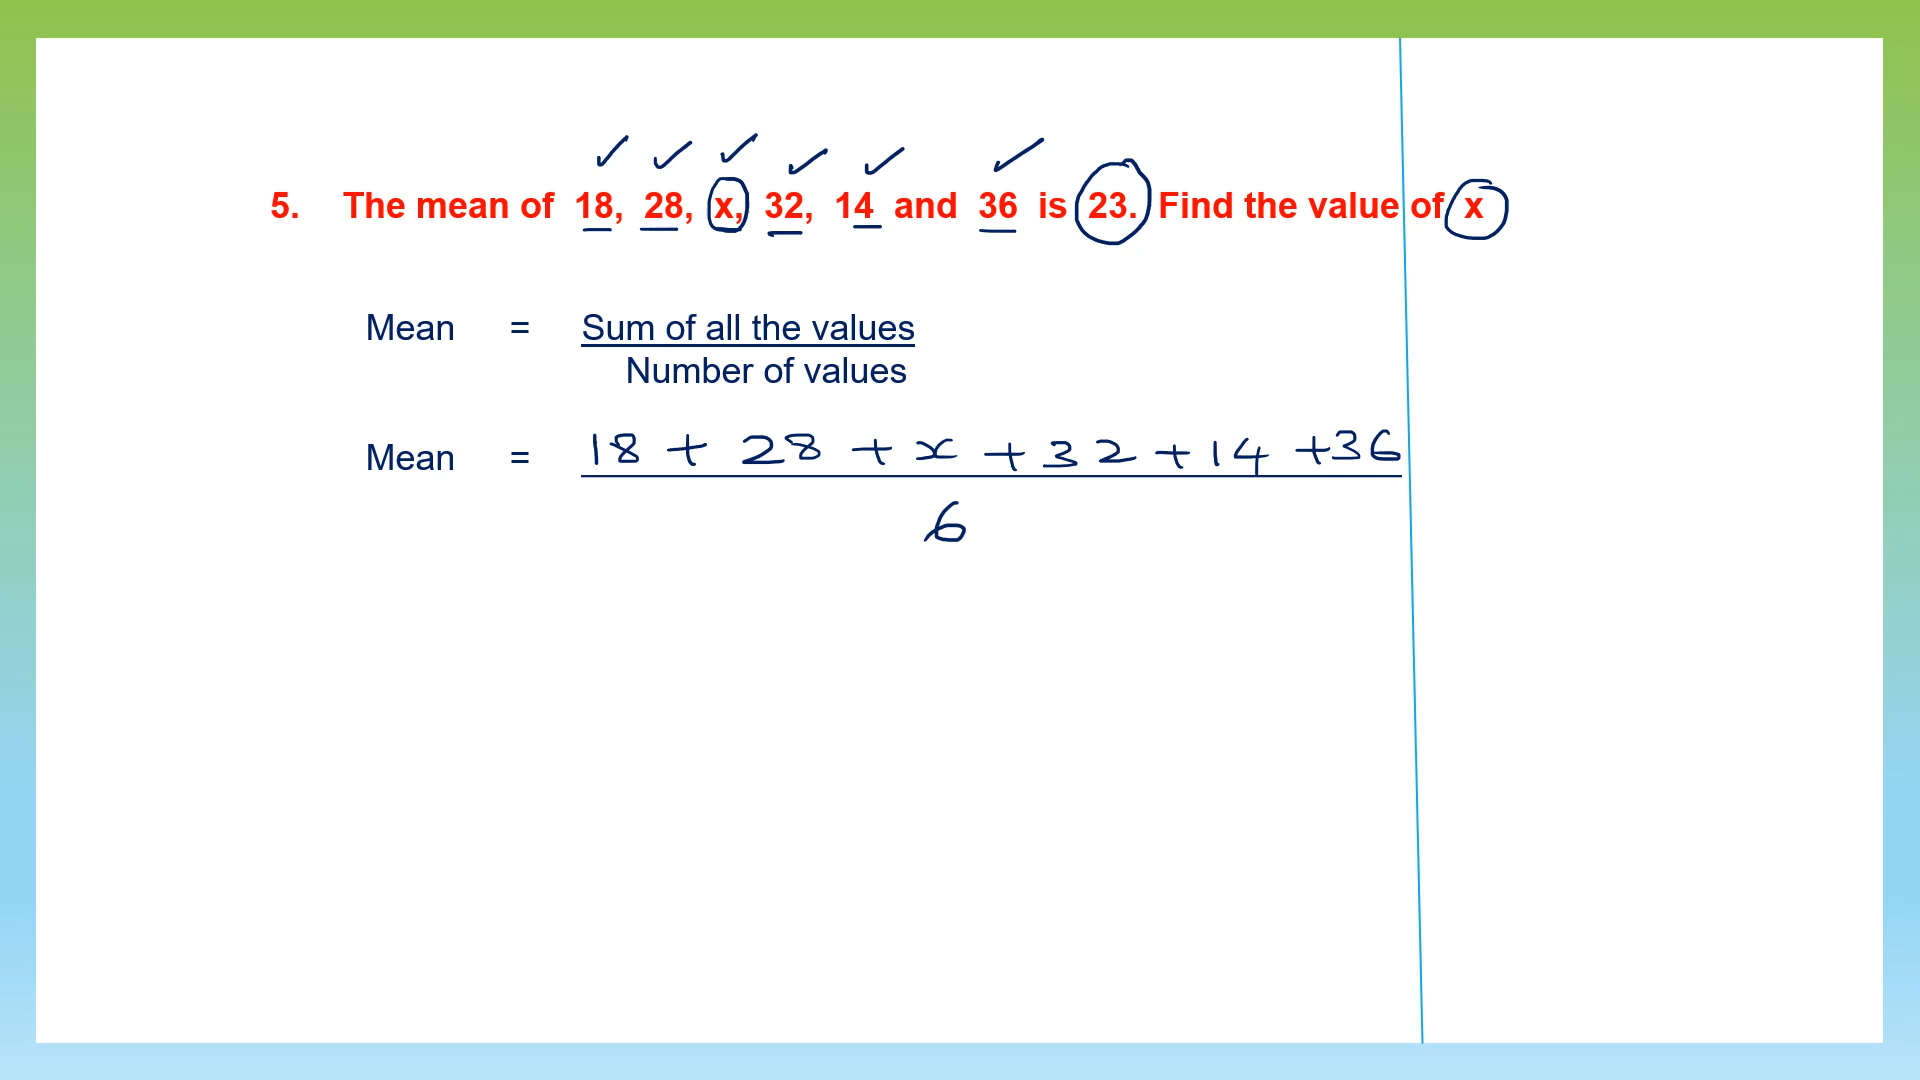 5. The mean of 18, 28, x, 32, 14 and 36 is 23. Find the value of x
Mean = Sum of all the values
Number of values
Mean = 18 + 28 + x + 32 + 14 + 36
6